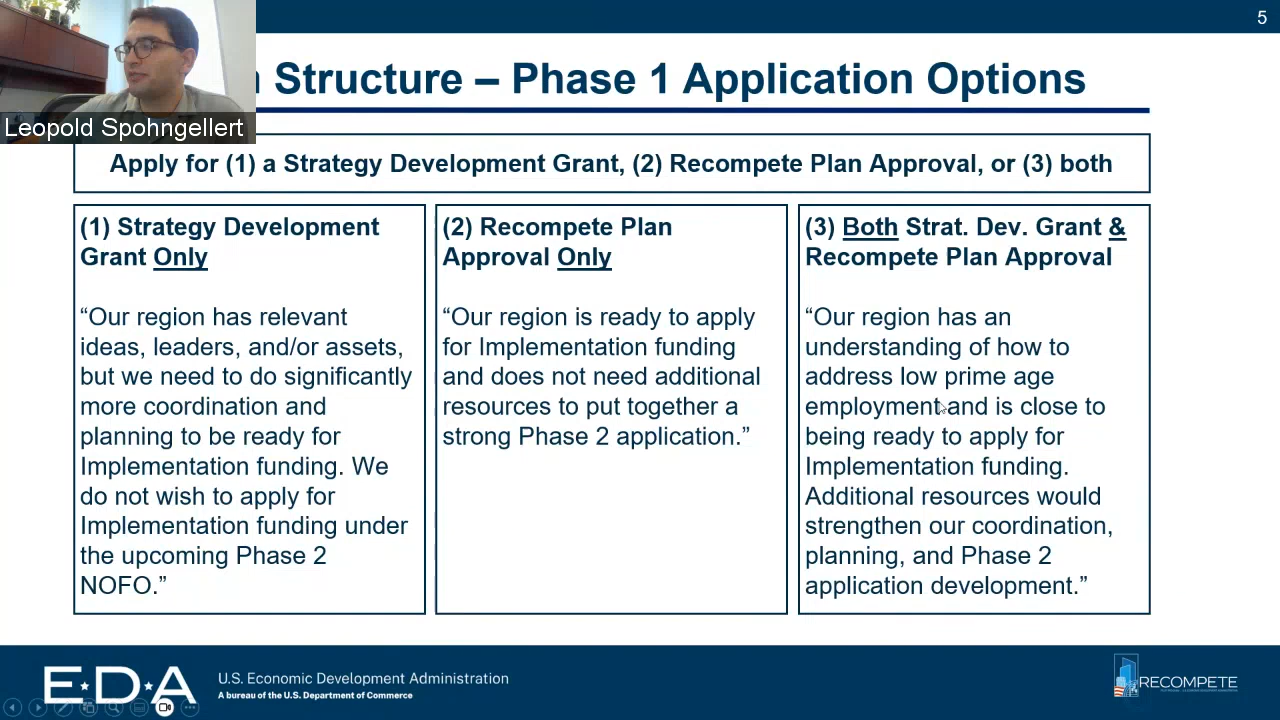 5
Structure – Phase 1 Application Options
Leopold Spohngellert
Apply for (1) a Strategy Development Grant, (2) Recompete Plan Approval, or (3) both
(1) Strategy Development
Grant Only
“Our region has relevant
ideas, leaders, and/or assets,
but we need to do significantly
more coordination and
planning to be ready for
Implementation funding. We
do not wish to apply for
Implementation funding under
the upcoming Phase 2
NOFO.”
(2) Recompete Plan
Approval Only
“Our region is ready to apply
for Implementation funding
and does not need additional
resources to put together a
strong Phase 2 application.”
(3) Both Strat. Dev. Grant &
Recompete Plan Approval
“Our region has an
understanding of how to
address low prime age
employment and is close to
being ready to apply for
Implementation funding.
Additional resources would
strengthen our coordination,
planning, and Phase 2
application development.”
EDA
U.S. Economic Development Administration
A bureau of the U.S. Department of Commerce
RECOMPETE